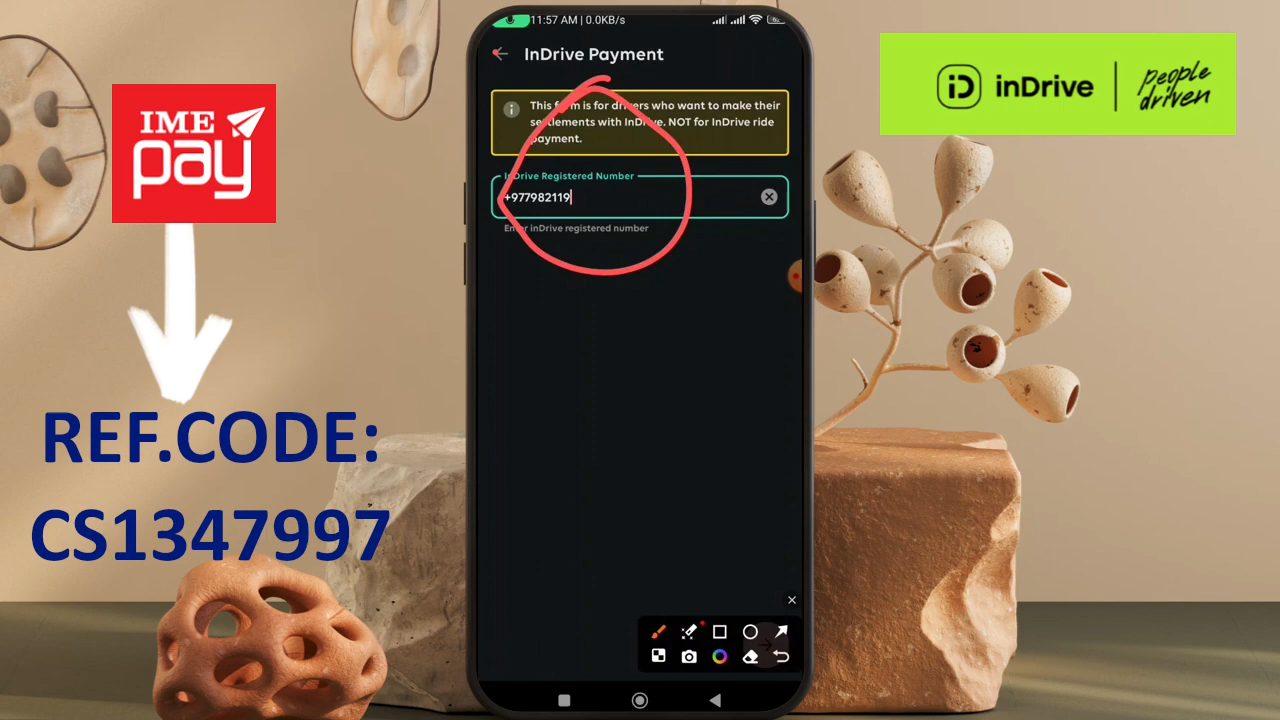 IME
pay
REF.CODE:
CS1347997
11:57 AM | 0.0KB/s
InDrive Payment
This form is for drivers who want to make their
settlements with InDrive. NOT for InDrive ride
payment.
InDrive Registered Number
+977982119
Enter inDrive registered number
iD inDrive
people
driven